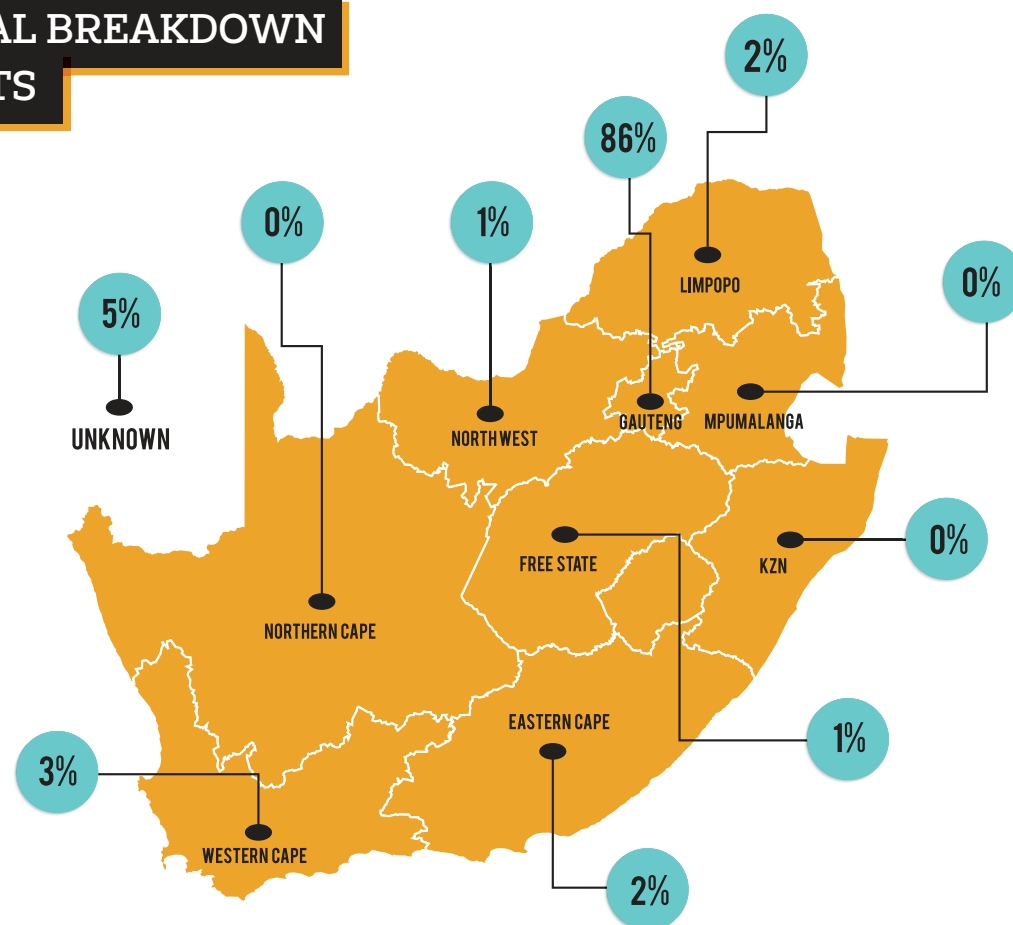 AL BREAKDOWN
TS
2%
86%
0%
1%
LIMPOPO
0%
5%
UNKNOWN
NORTH WEST
GAUTENG
MPUMALANGA
0%
FREE STATE
KZN
NORTHERN CAPE
EASTERN CAPE
1%
3%
WESTERN CAPE
2%